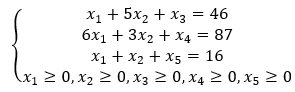 x₁ + 5x₂ + x₃ = 46
6x₁ + 3x₂ + x₄ = 87
x₁ + x₂ + x₅ = 16
x₁ ≥ 0, x₂ ≥ 0, x₃ ≥ 0, x₄ ≥ 0, x₅ ≥ 0